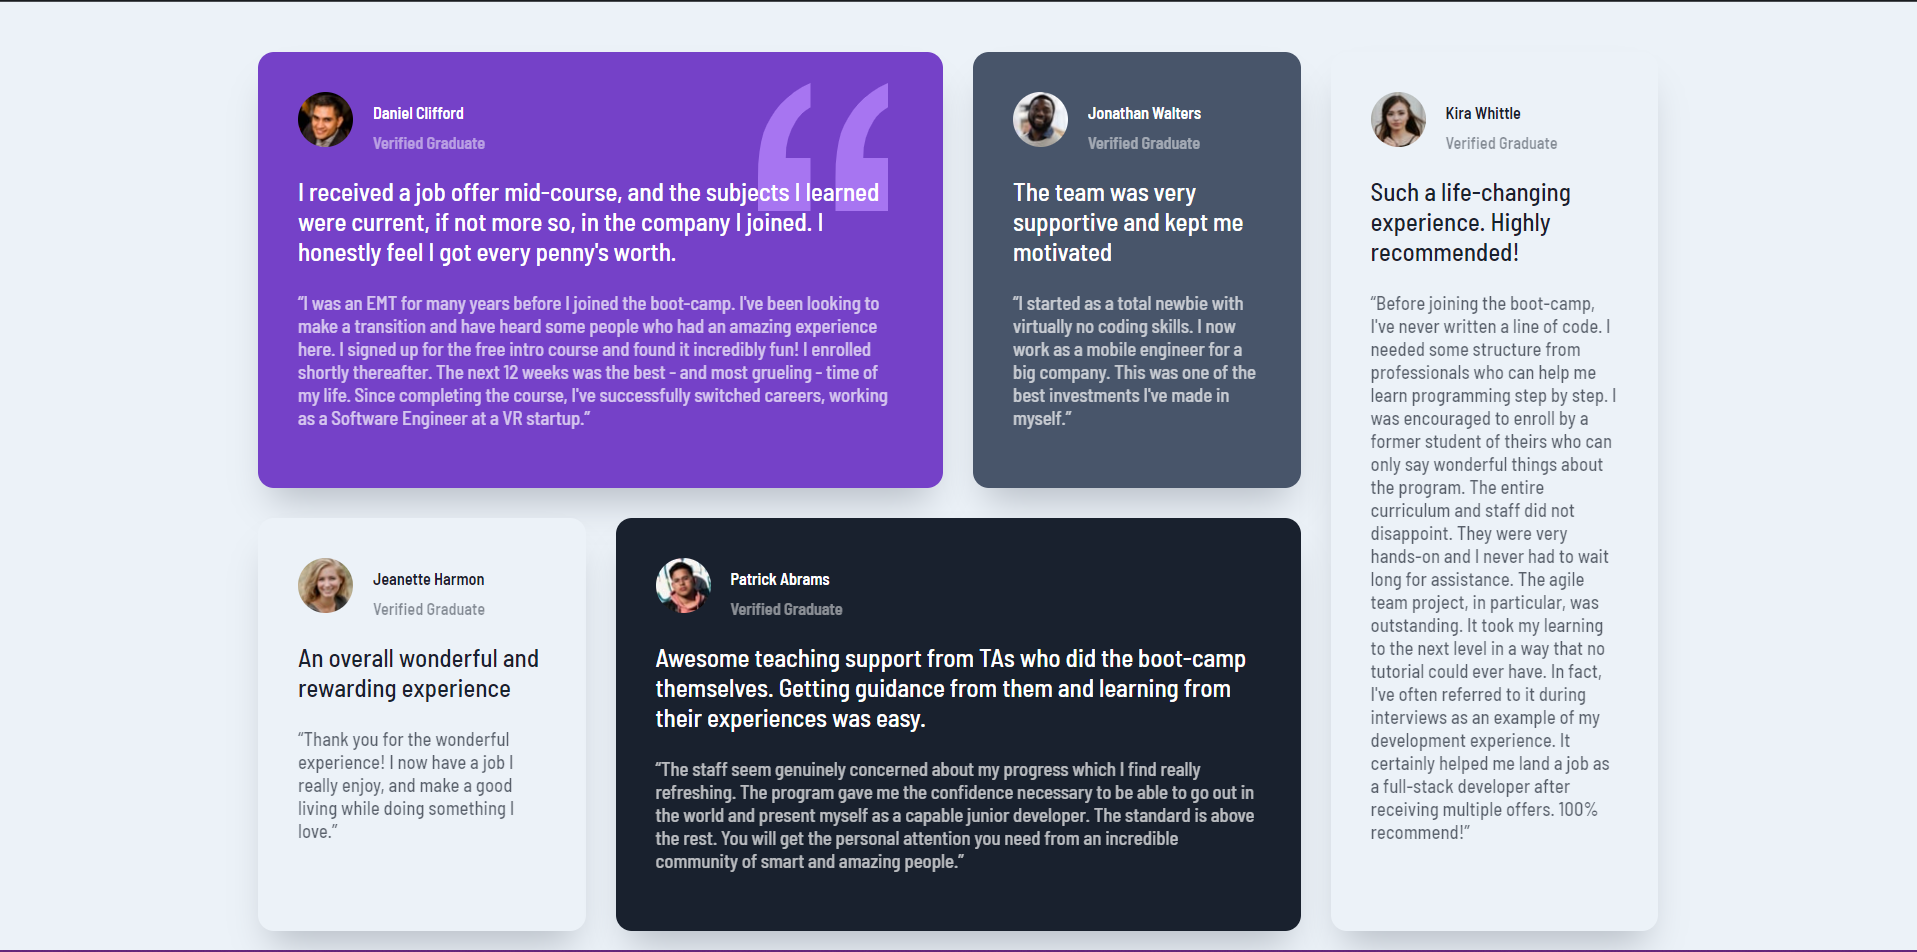 Daniel Clifford
Verified Graduate
I received a job offer mid-course, and the subjects I learned
were current, if not more so, in the company I joined. I
honestly feel I got every penny's worth.
“I was an EMT for many years before I joined the boot-camp. I've been looking to
make a transition and have heard some people who had an amazing experience
here. I signed up for the free intro course and found it incredibly fun! I enrolled
shortly thereafter. The next 12 weeks was the best - and most grueling - time of
my life. Since completing the course, I've successfully switched careers, working
as a Software Engineer at a VR startup.”
Jonathan Walters
Verified Graduate
The team was very
supportive and kept me
motivated
“I started as a total newbie with
virtually no coding skills. I now
work as a mobile engineer for a
big company. This was one of the
best investments I've made in
myself.”
Kira Whittle
Verified Graduate
Such a life-changing
experience. Highly
recommended!
“Before joining the boot-camp,
I've never written a line of code. I
needed some structure from
professionals who can help me
learn programming step by step. I
was encouraged to enroll by a
former student of theirs who can
only say wonderful things about
the program. The entire
curriculum and staff did not
disappoint. They were very
hands-on and I never had to wait
long for assistance. The agile
team project, in particular, was
outstanding. It took my learning
to the next level in a way that no
tutorial could ever have. In fact,
I've often referred to it during
interviews as an example of my
development experience. It
certainly helped me land a job as
a full-stack developer after
receiving multiple offers. 100%
recommend!”
Jeanette Harmon
Verified Graduate
An overall wonderful and
rewarding experience
“Thank you for the wonderful
experience! I now have a job I
really enjoy, and make a good
living while doing something I
love.”
Patrick Abrams
Verified Graduate
Awesome teaching support from TAs who did the boot-camp
themselves. Getting guidance from them and learning from
their experiences was easy.
“The staff seem genuinely concerned about my progress which I find really
refreshing. The program gave me the confidence necessary to be able to go out in
the world and present myself as a capable junior developer. The standard is above
the rest. You will get the personal attention you need from an incredible
community of smart and amazing people.”